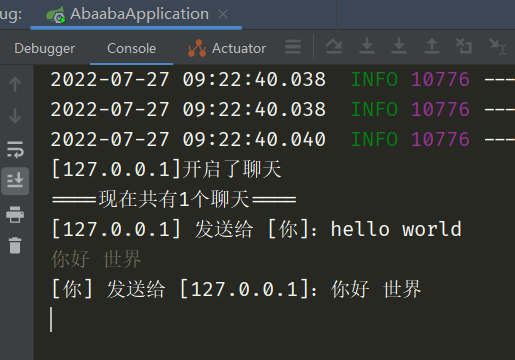 ug: AbaabaApplication ×
Debugger Console Actuator
2022-07-27 09:22:40.038 INFO 10776 ---
2022-07-27 09:22:40.038 INFO 10776 ---
2022-07-27 09:22:40.040 INFO 10776 ---
[127.0.0.1]开启了聊天
====现在共有1个聊天====
[127.0.0.1] 发送给 [你]：hello world
你好 世界
[你] 发送给 [127.0.0.1]：你好 世界